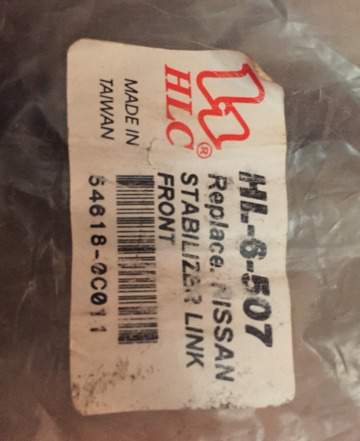 HLC®
MADE IN
TAIWAN
HL-6-507
Replace. NISSAN
STABILIZER LINK
FRONT
54618-0C011